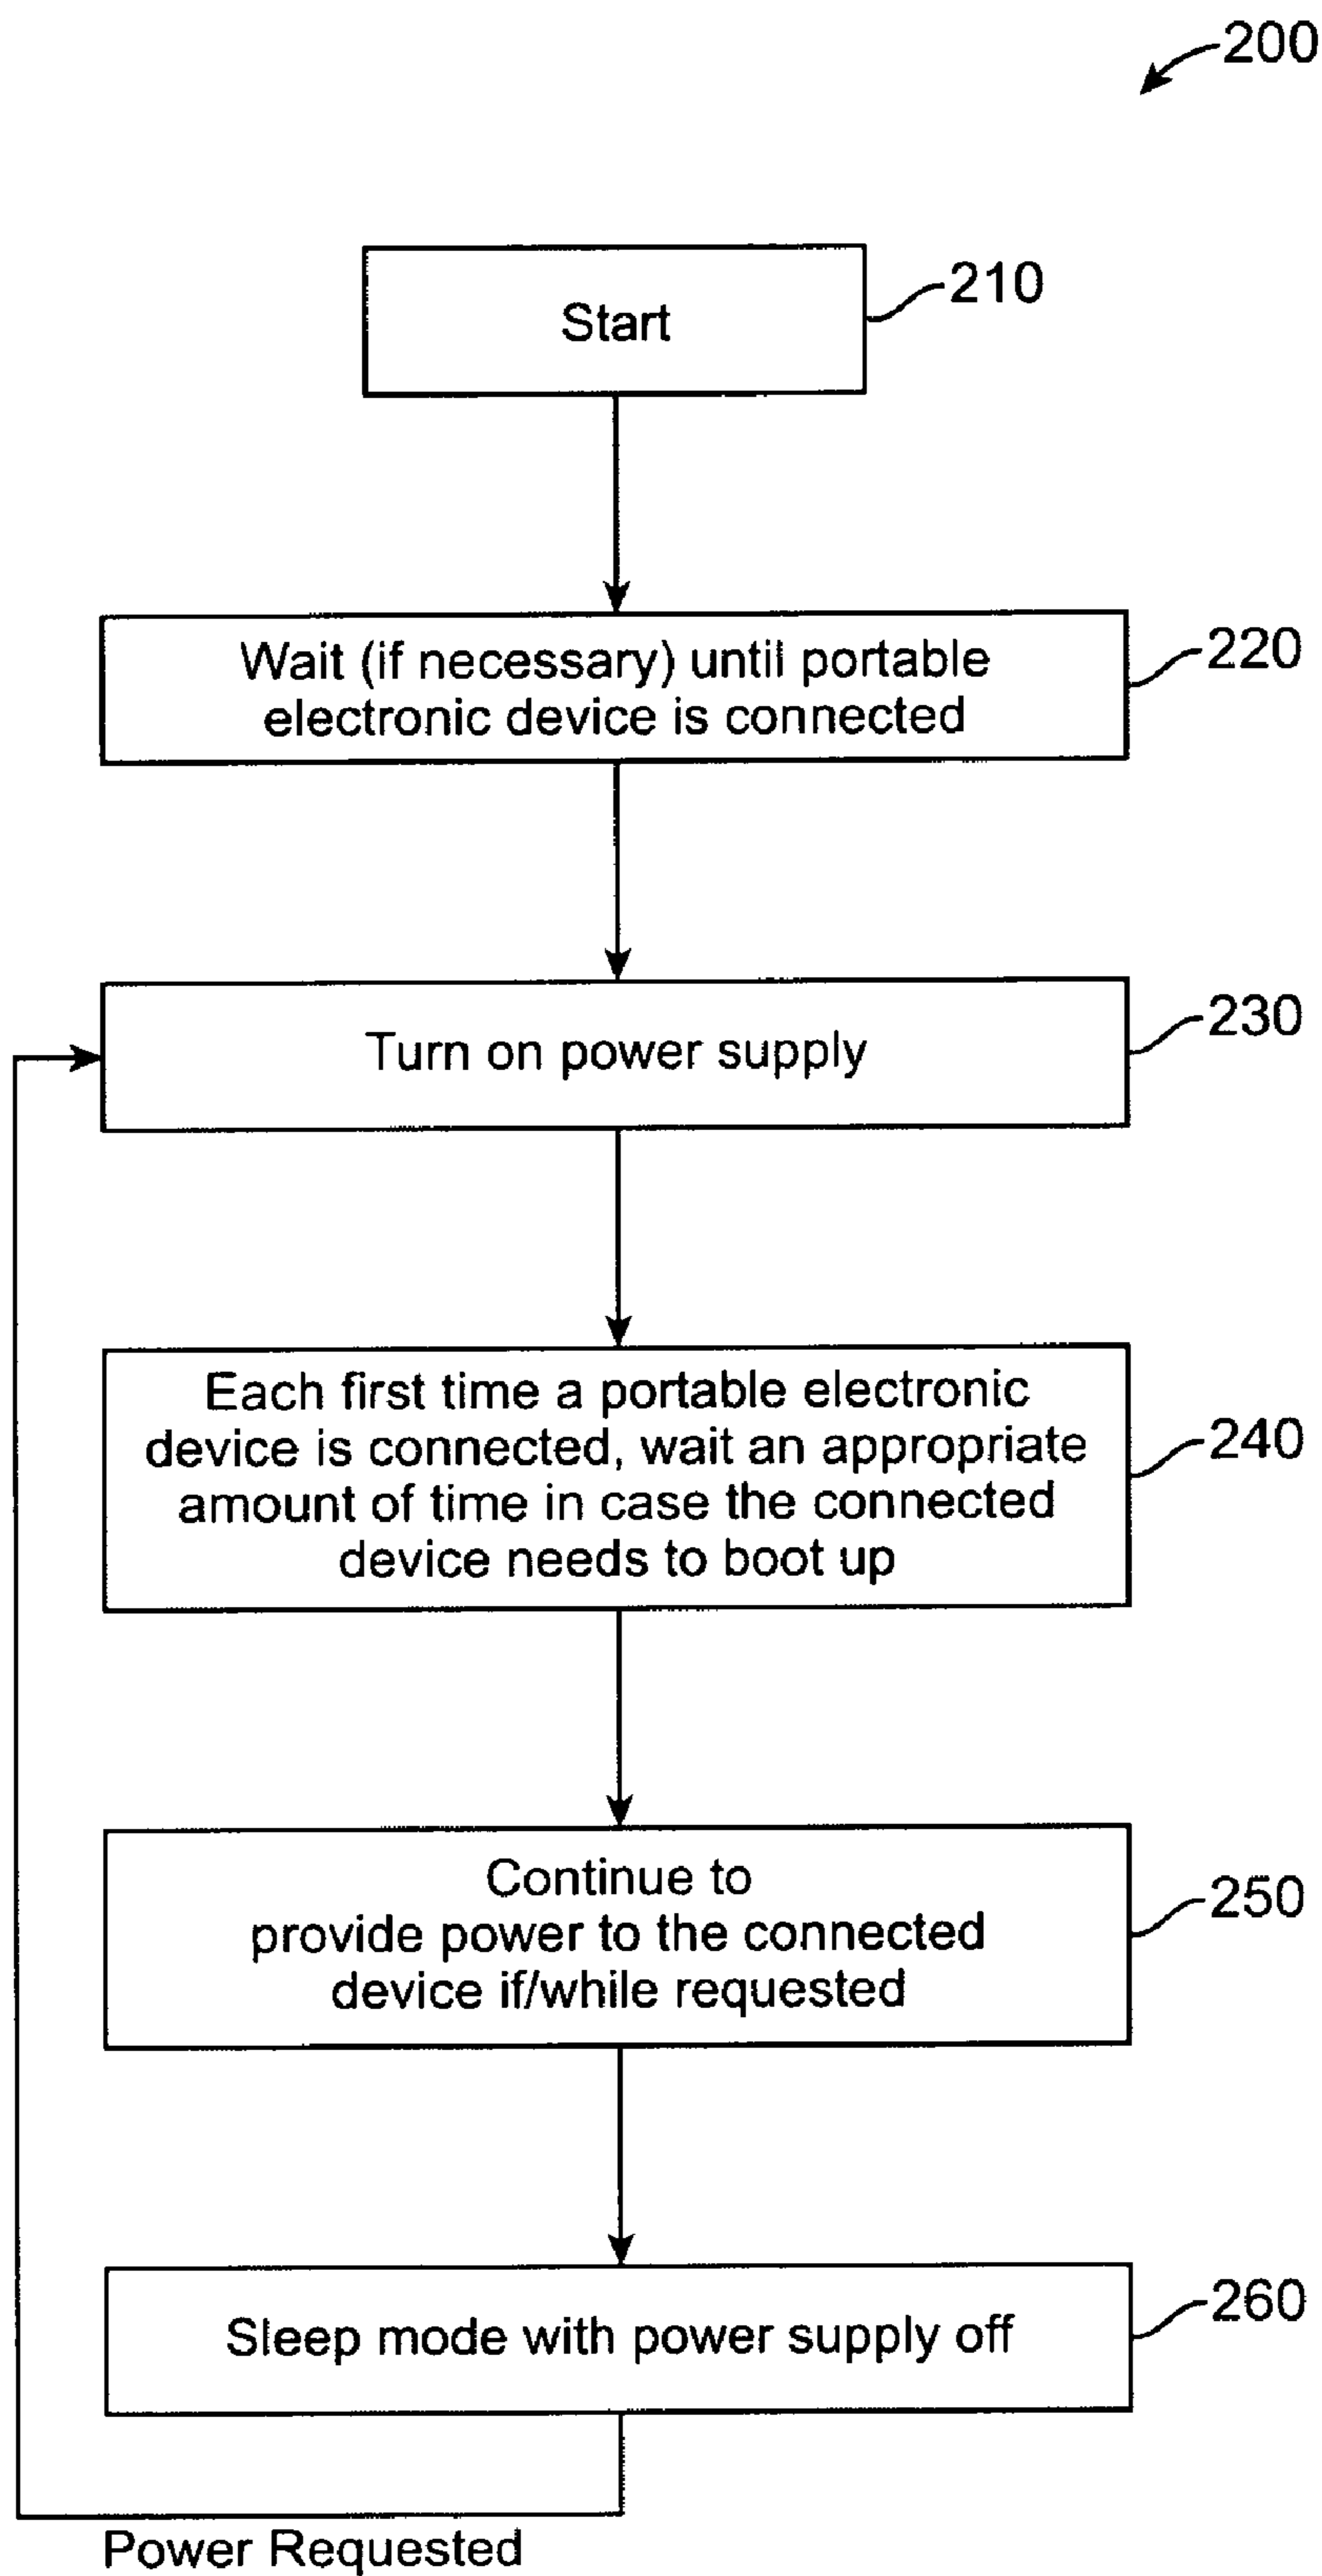 200
Start
210
Wait (if necessary) until portable
electronic device is connected
220
Turn on power supply
230
Each first time a portable electronic
device is connected, wait an appropriate
amount of time in case the connected
device needs to boot up
240
Continue to
provide power to the connected
device if/while requested
250
Sleep mode with power supply off
260
Power Requested